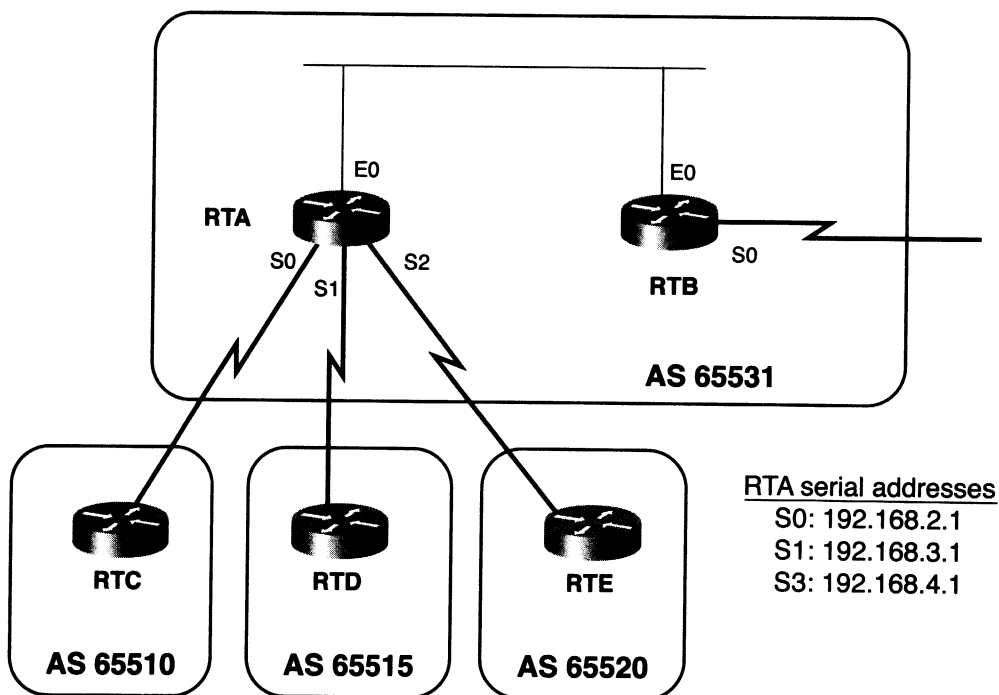 E0
E0
RTA
S0
S1
S2
S0
RTB
AS 65531
RTA serial addresses
S0: 192.168.2.1
S1: 192.168.3.1
S3: 192.168.4.1
RTC
RTD
RTE
AS 65510
AS 65515
AS 65520